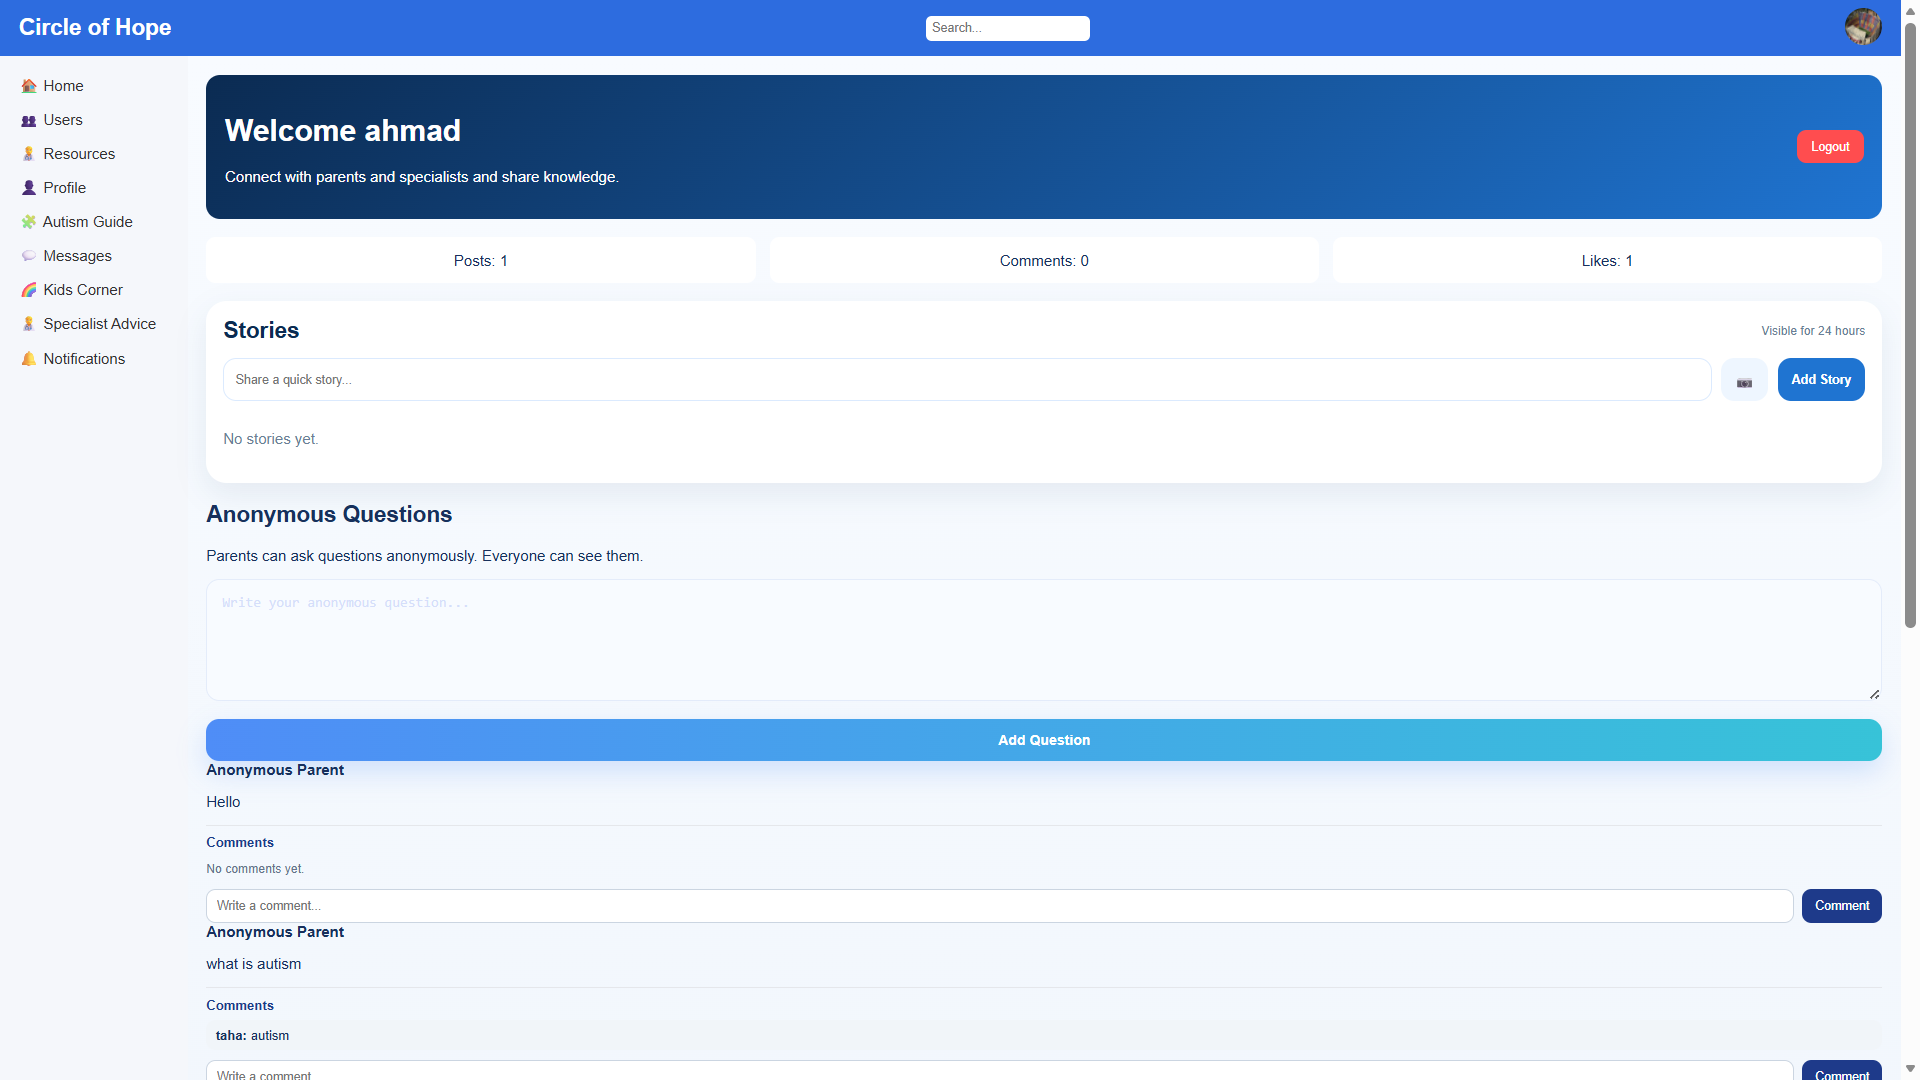 Circle of Hope
Search...
Home
Users
Resources
Profile
Autism Guide
Messages
Kids Corner
Specialist Advice
Notifications
Welcome ahmad
Connect with parents and specialists and share knowledge.
Logout
Posts: 1
Comments: 0
Likes: 1
Stories
Visible for 24 hours
Share a quick story...
Add Story
No stories yet.
Anonymous Questions
Parents can ask questions anonymously. Everyone can see them.
Write your anonymous question...
Add Question
Anonymous Parent
Hello
Comments
No comments yet.
Write a comment...
Comment
Anonymous Parent
what is autism
Comments
taha: autism
Write a comment...
Comment